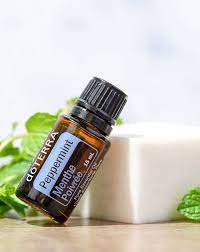 dōTERRA
Peppermint
Menthe
Poivrée
15 mL